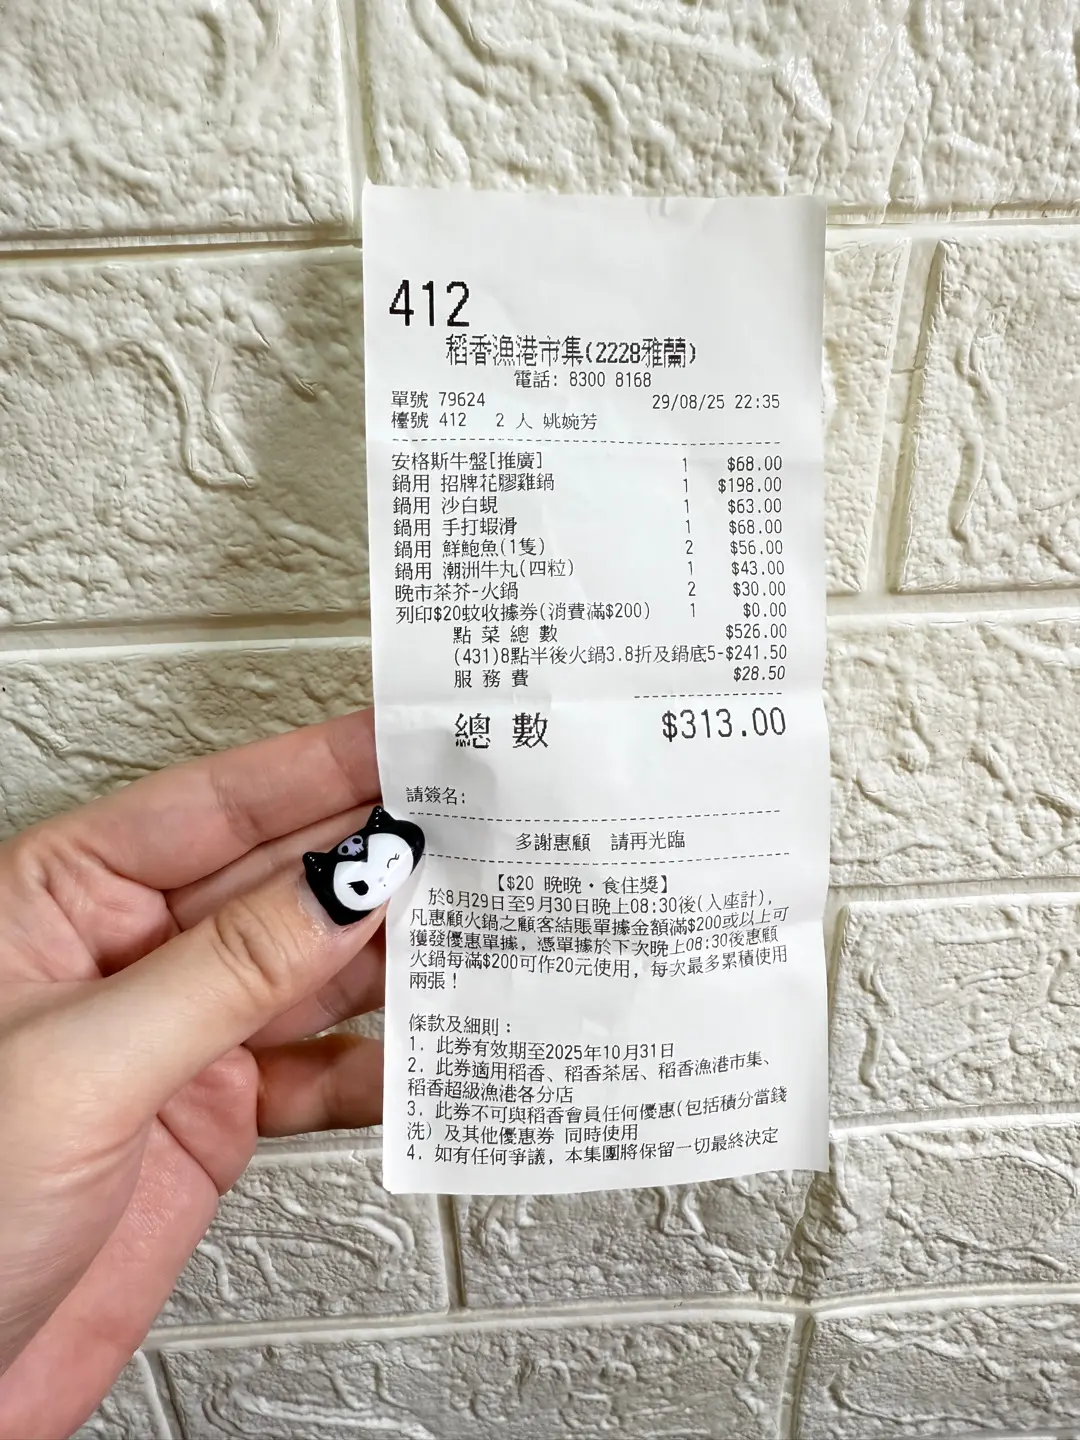 412
稻香漁港市集(2228雅蘭)
電話: 8300 8168
單號 79624 29/08/25 22:35
檯號 412 2 人 姚婉芳
安格斯牛盤[推廣] 1 $68.00
鍋用 招牌花膠雞鍋 1 $198.00
鍋用 沙白蜆 1 $63.00
鍋用 手打蝦滑 1 $68.00
鍋用 鮮鮑魚(1隻) 2 $56.00
鍋用 潮洲牛丸(四粒) 1 $43.00
晚市茶芥-火鍋 2 $30.00
列印$20蚊收據券(消費滿$200) 1 $0.00
點 菜 總 數 $526.00
(431)8點半後火鍋3.8折及鍋底5-$241.50
服 務 費 $28.50
總 數 $313.00
請簽名:
多謝惠顧 請再光臨
【$20 晚晚・食住獎】
於8月29日至9月30日晚上08:30後(入座計),
凡惠顧火鍋之顧客結賬單據金額滿$200或以上可
獲發優惠單據, 憑單據於下次晚上08:30後惠顧
火鍋每滿$200可作20元使用, 每次最多累積使用
兩張!
條款及細則:
1. 此券有效期至2025年10月31日
2. 此券適用稻香、稻香茶居、稻香漁港市集、
稻香超級漁港各分店
3. 此券不可與稻香會員任何優惠(包括積分當錢
洗) 及其他優惠券 同時使用
4. 如有任何爭議, 本集團將保留一切最終決定